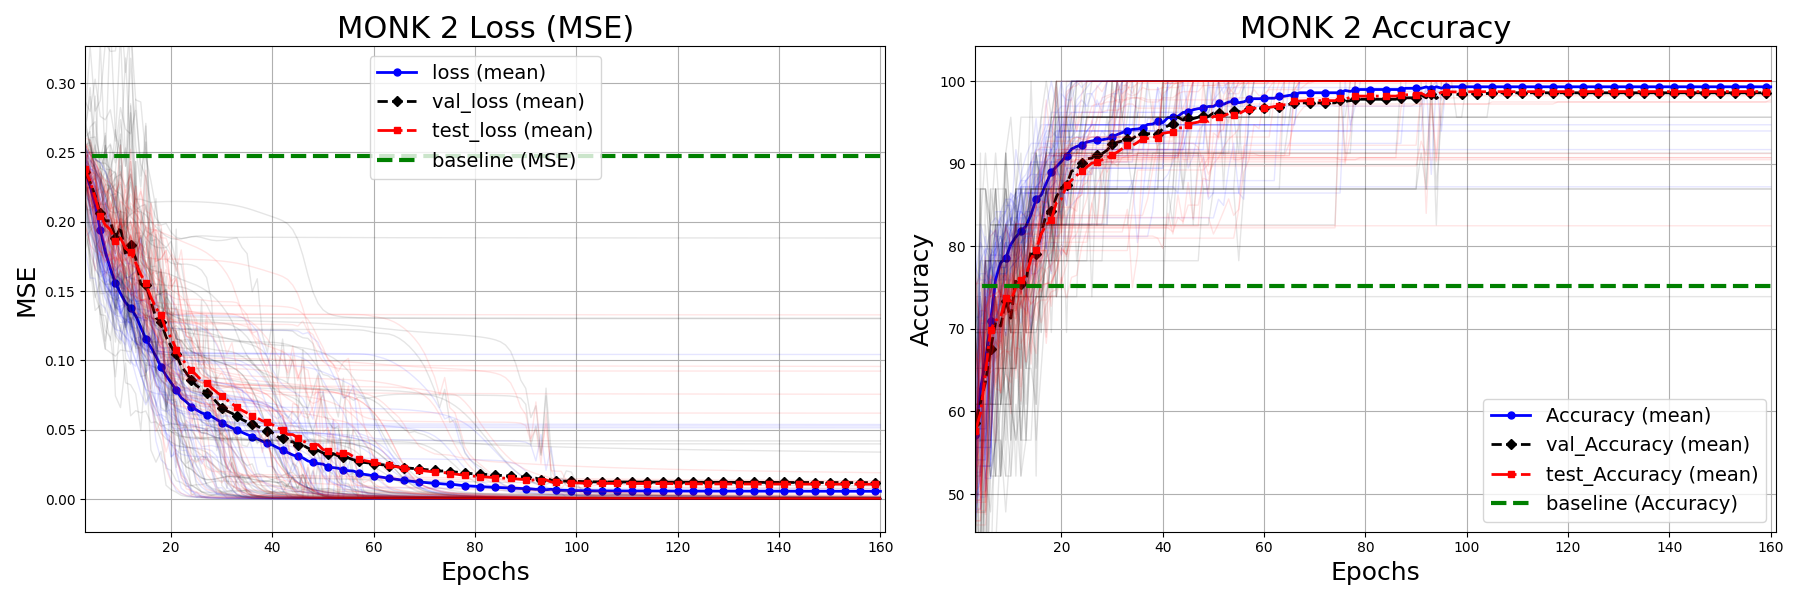 MONK 2 Loss (MSE)
MSE
0.30
0.25
0.20
0.15
0.10
0.05
0.00
loss (mean)
val_loss (mean)
test_loss (mean)
baseline (MSE)
20 40 60 80 100 120 140 160
Epochs
MONK 2 Accuracy
Accuracy
100
90
80
70
60
50
Accuracy (mean)
val_Accuracy (mean)
test_Accuracy (mean)
baseline (Accuracy)
20 40 60 80 100 120 140 160
Epochs